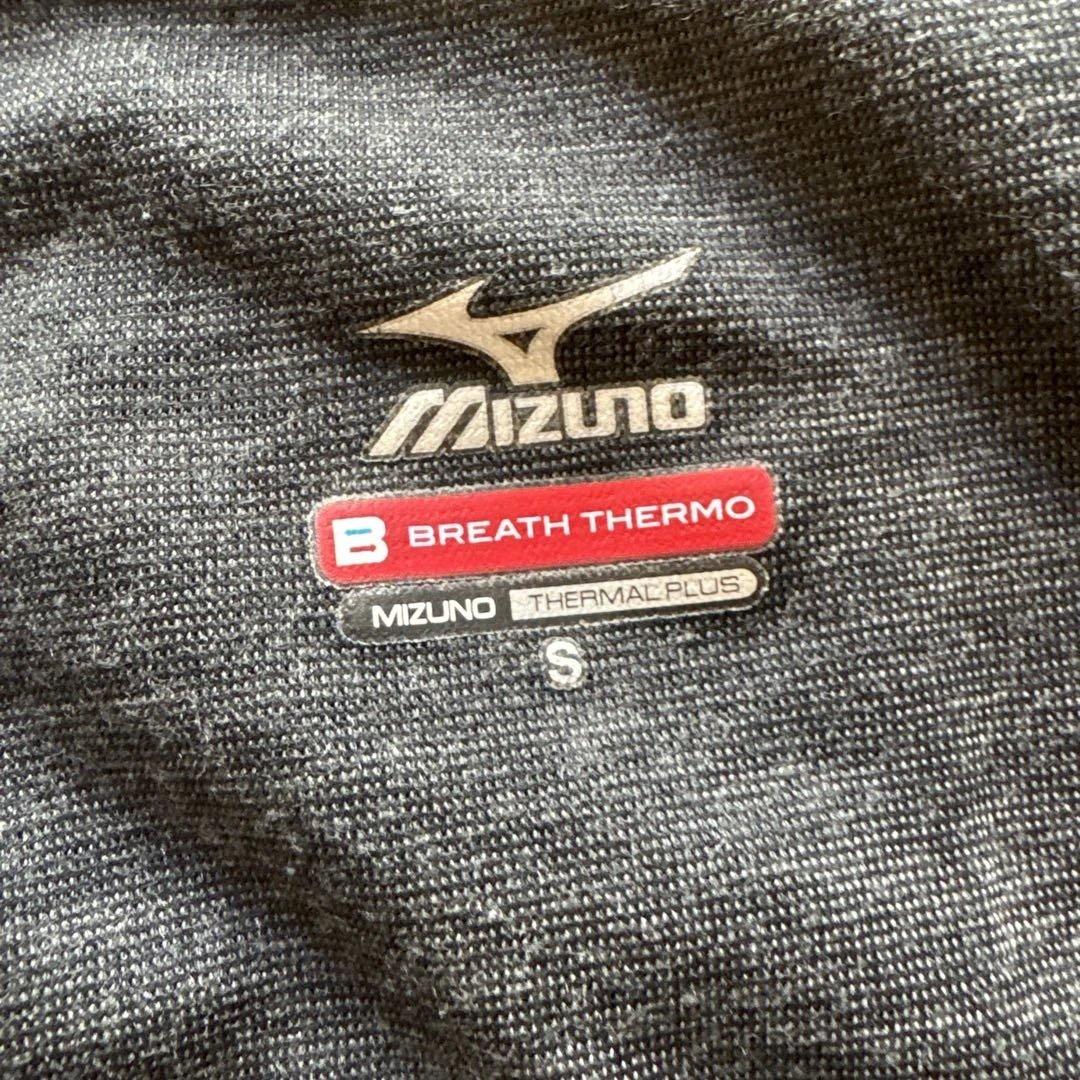 MIZUNO
B BREATH THERMO
MIZUNO THERMAL PLUS
S